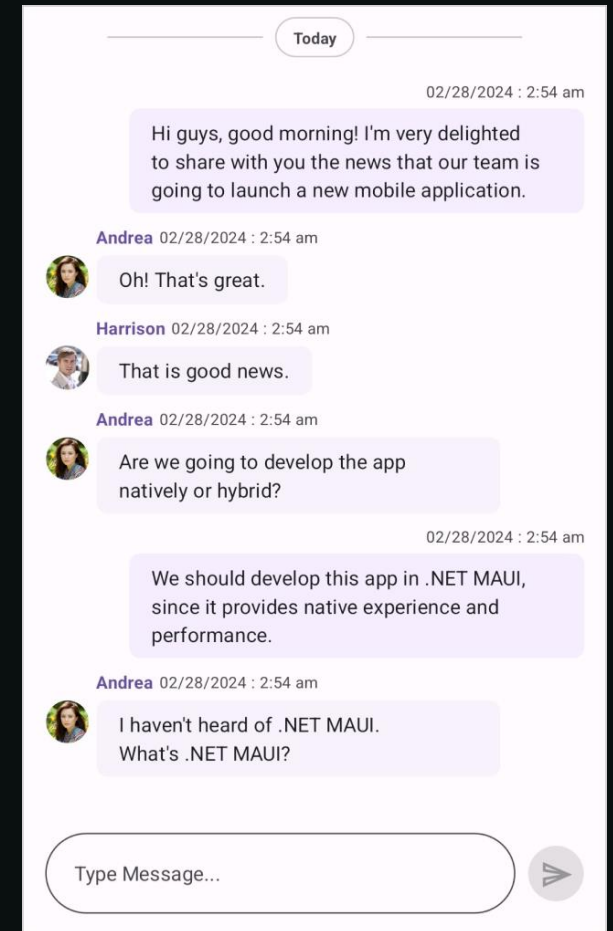 Today
02/28/2024 : 2:54 am
Hi guys, good morning! I'm very delighted
to share with you the news that our team is
going to launch a new mobile application.
Andrea 02/28/2024 : 2:54 am
Oh! That's great.
Harrison 02/28/2024 : 2:54 am
That is good news.
Andrea 02/28/2024 : 2:54 am
Are we going to develop the app
natively or hybrid?
02/28/2024 : 2:54 am
We should develop this app in .NET MAUI,
since it provides native experience and
performance.
Andrea 02/28/2024 : 2:54 am
I haven't heard of .NET MAUI.
What's .NET MAUI?
Type Message...